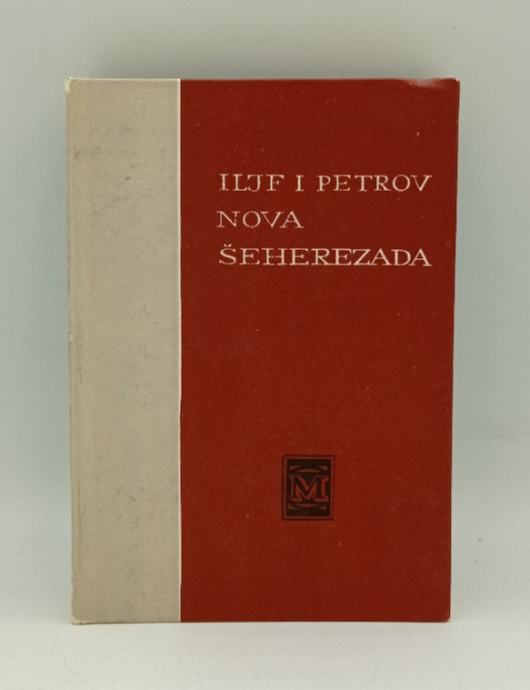 ILJF I PETROV
NOVA
ŠEHEREZADA
M